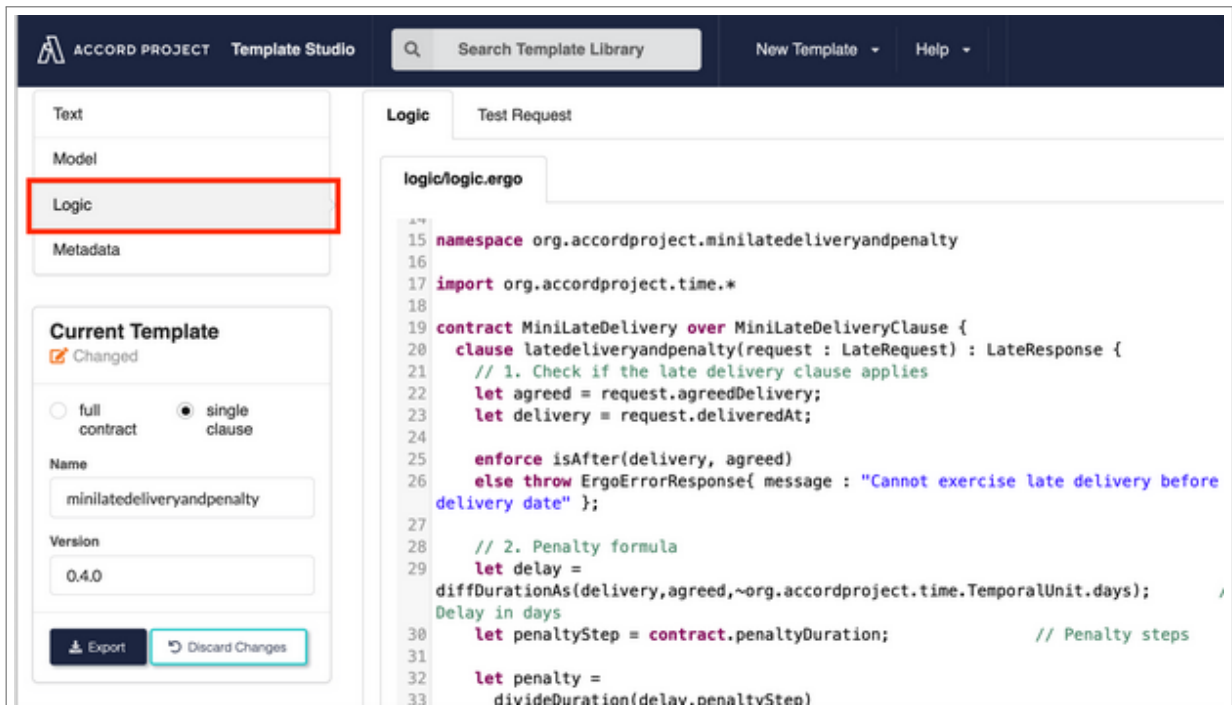 ACCORD PROJECT Template Studio Search Template Library New Template Help
Text
Model
Logic
Metadata
Current Template
Changed
full contract
single clause
Name
minilatedeliveryandpenalty
Version
0.4.0
Export Discard Changes
Logic Test Request
logic/logic.ergo
14
15 namespace org.accordproject.minilatedeliveryandpenalty
16
17 import org.accordproject.time.*
18
19 contract MiniLateDelivery over MiniLateDeliveryClause {
20 clause latedeliveryandpenalty(request : LateRequest) : LateResponse {
21 // 1. Check if the late delivery clause applies
22 let agreed = request.agreedDelivery;
23 let delivery = request.deliveredAt;
24
25 enforce isAfter(delivery, agreed)
26 else throw ErgoErrorResponse{ message : "Cannot exercise late delivery before
delivery date" };
27
28 // 2. Penalty formula
29 let delay =
diffDurationAs(delivery,agreed,~org.accordproject.time.TemporalUnit.days); /
Delay in days
30 let penaltyStep = contract.penaltyDuration; // Penalty steps
31
32 let penalty =
33 divideDuration(delay,penaltyStep)